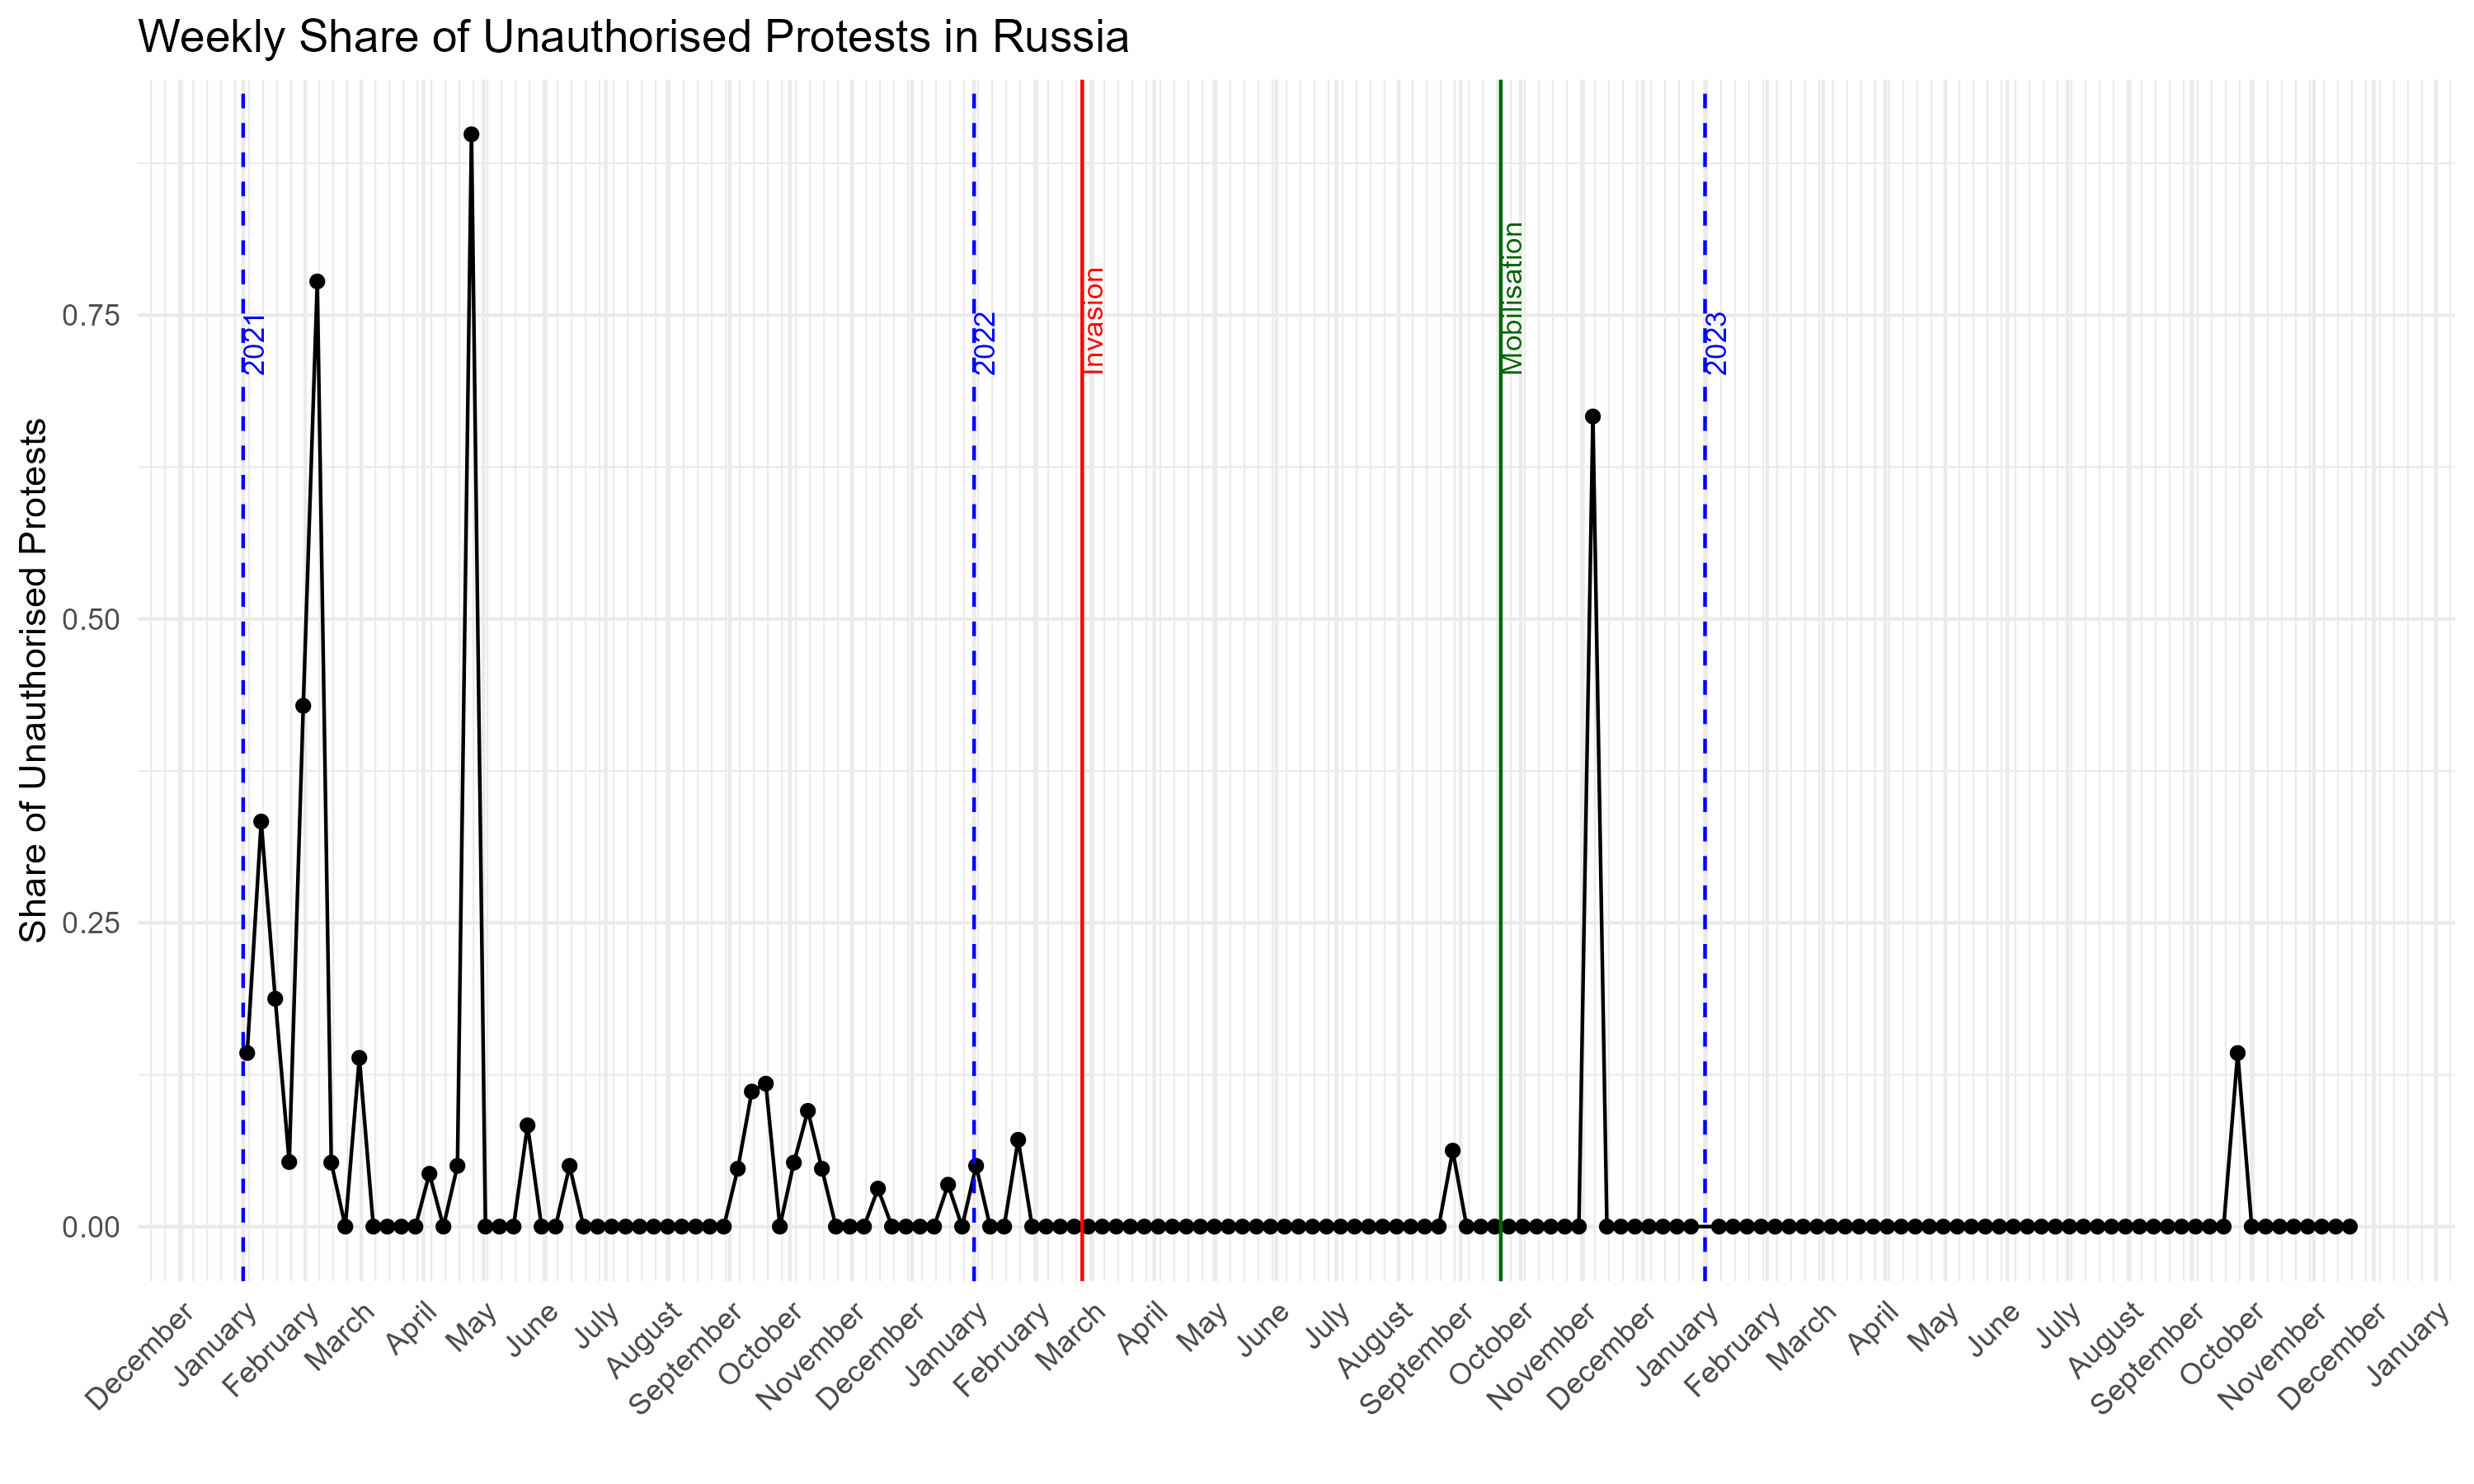 Weekly Share of Unauthorised Protests in Russia
Share of Unauthorised Protests
0.75
0.50
0.25
0.00
2021
2022
Invasion
Mobilisation
2023
December
January
February
March
April
May
June
July
August
September
October
November
December
January
February
March
April
May
June
July
August
September
October
November
December
January
February
March
April
May
June
July
August
September
October
November
December
January